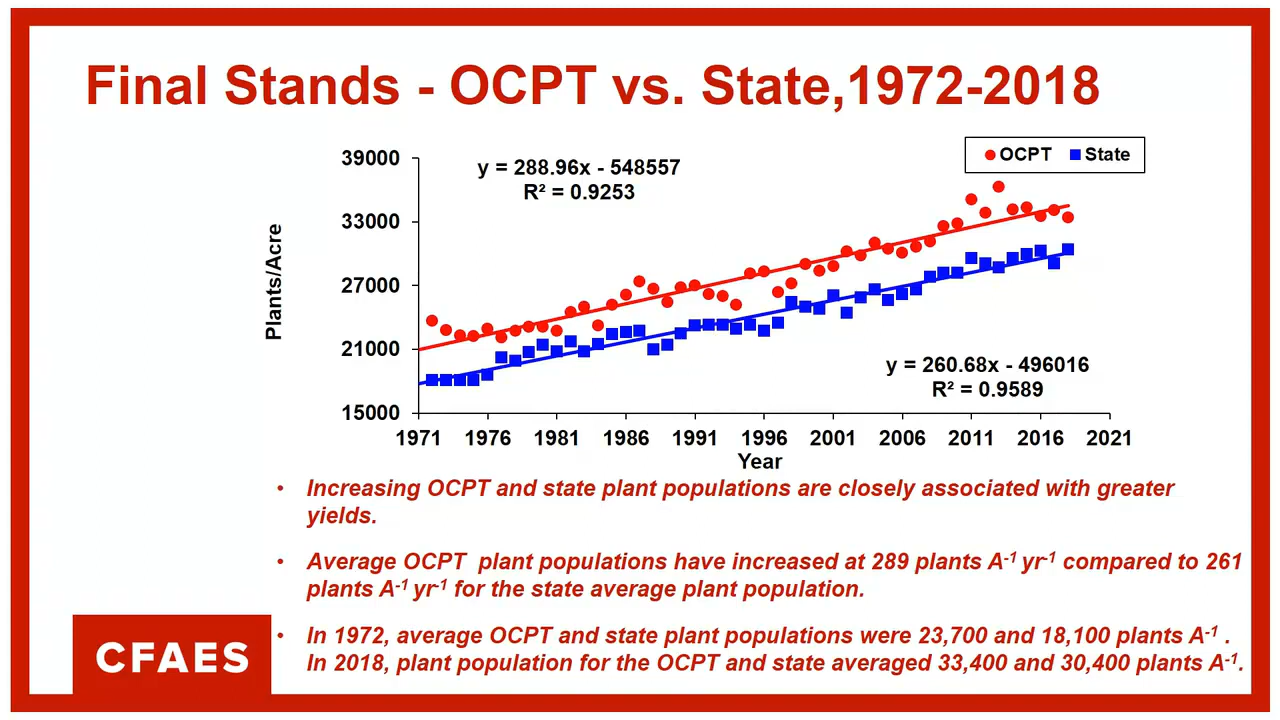 Final Stands - OCPT vs. State,1972-2018
OCPT State
y = 288.96x - 548557
R² = 0.9253
39000
33000
27000
21000
15000
Plants/Acre
y = 260.68x - 496016
R² = 0.9589
1971 1976 1981 1986 1991 1996 2001 2006 2011 2016 2021
Year
• Increasing OCPT and state plant populations are closely associated with greater
yields.
• Average OCPT plant populations have increased at 289 plants A⁻¹ yr⁻¹ compared to 261
plants A⁻¹ yr⁻¹ for the state average plant population.
• In 1972, average OCPT and state plant populations were 23,700 and 18,100 plants A⁻¹ .
In 2018, plant population for the OCPT and state averaged 33,400 and 30,400 plants A⁻¹.
CFAES